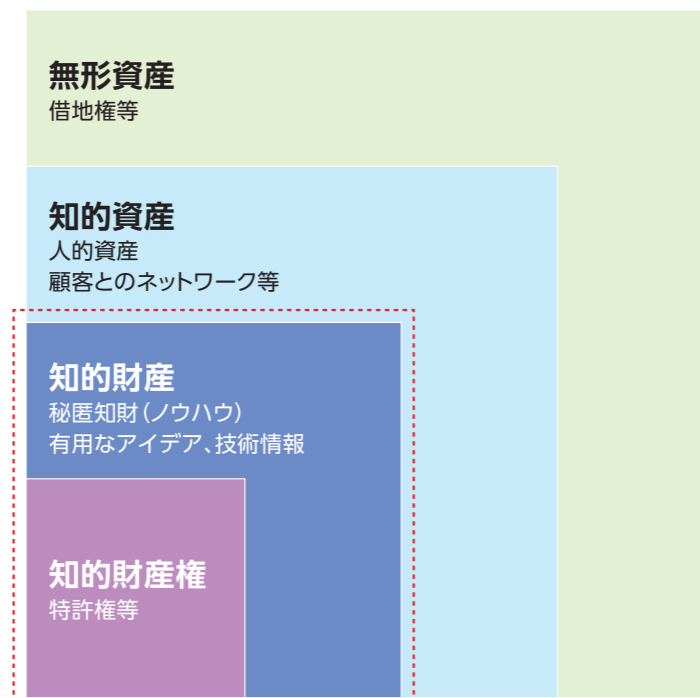 無形資産
借地権等
知的資産
人的資産
顧客とのネットワーク等
知的財産
秘匿知財（ノウハウ）
有用なアイデア、技術情報
知的財産権
特許権等